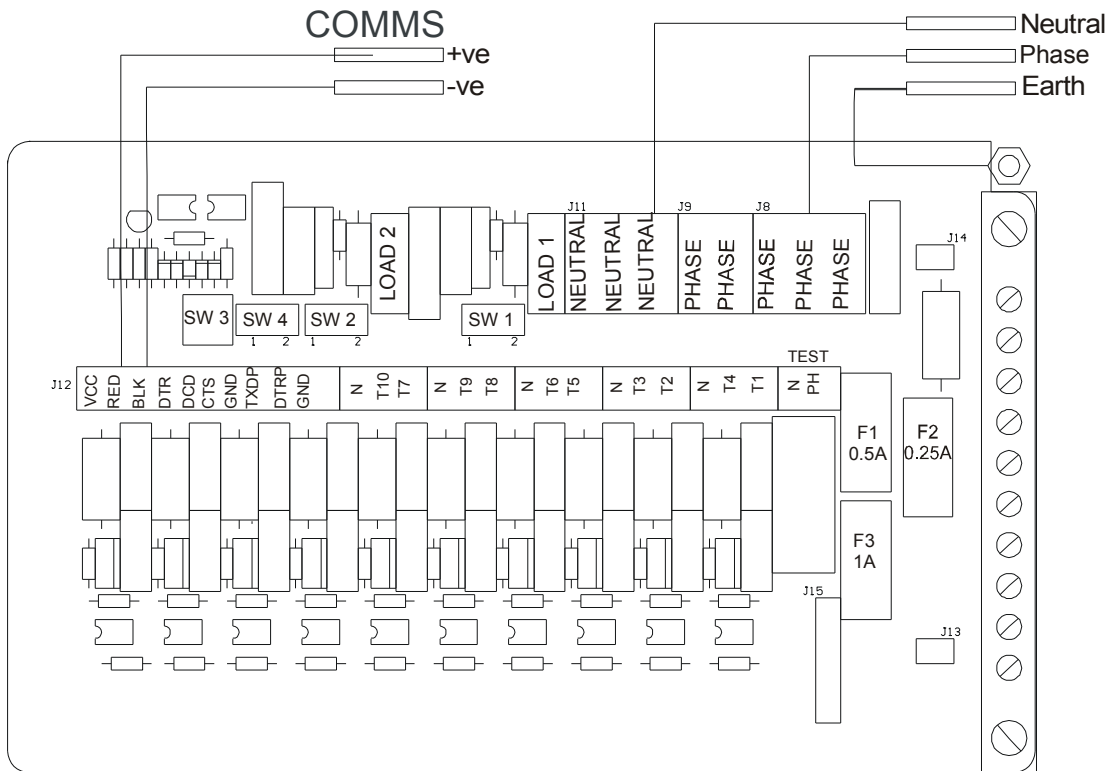 COMMS
+ve
-ve
Neutral
Phase
Earth
J11
J9
J8
J14
LOAD 2
LOAD 1
NEUTRAL
NEUTRAL
NEUTRAL
PHASE
PHASE
PHASE
PHASE
PHASE
SW 3
SW 4
SW 2
SW 1
1 2
1 2
1 2
TEST
J12
VCC
RED
BLK
DTR
DCD
CTS
GND
TXDP
DTRP
GND
N
T10
T7
N
T9
T8
N
T6
T5
N
T3
T2
N
T4
T1
N
PH
F1
0.5A
F2
0.25A
F3
1A
J15
J13